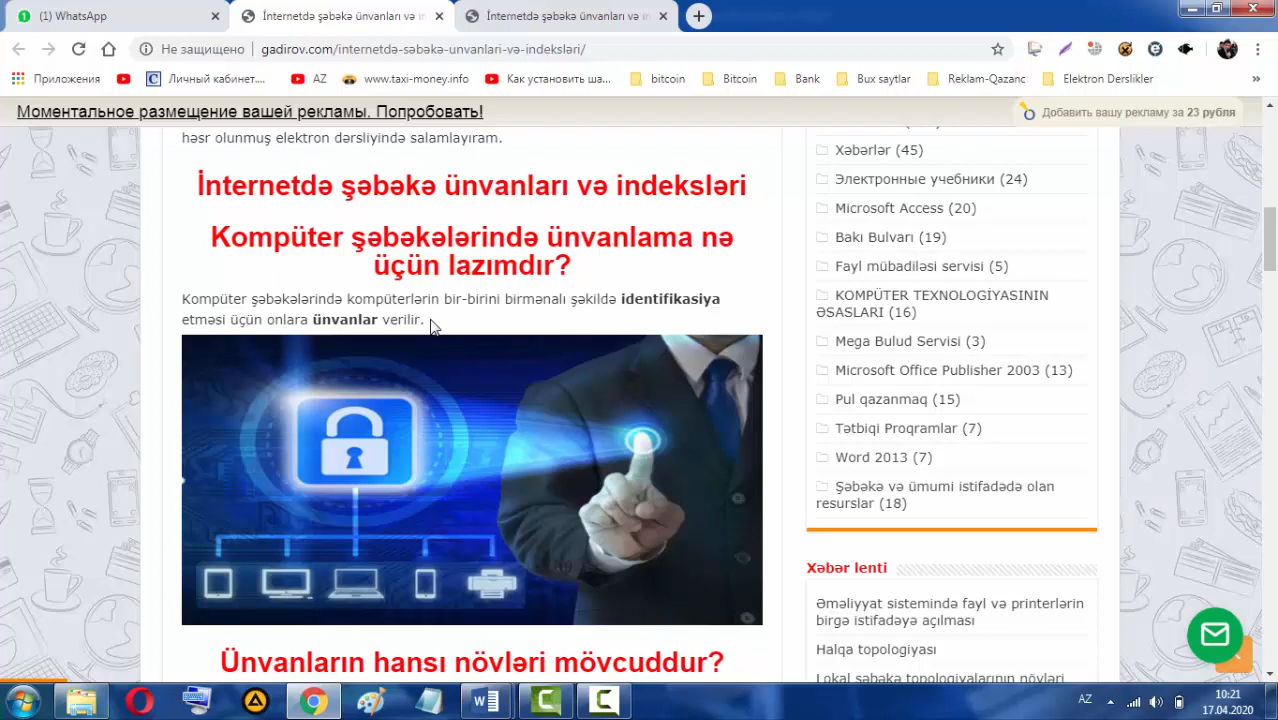 (1) WhatsApp
İnternetdə şəbəkə ünvanları və i
İnternetdə şəbəkə ünvanları və i
Не защищено
gadirov.com/internetdə-səbəkə-unvanlari-və-indeksləri/
Приложения
Личный кабинет....
AZ
www.taxi-money.info
Как установить ша...
bitcoin
Bitcoin
Bank
Bux saytlar
Reklam-Qazanc
Elektron Derslikler
»
Моментальное размещение вашей рекламы. Попробовать!
Добавить вашу рекламу за 23 рубля
həsr olunmuş elektron dərsliyində salamlayıram.
İnternetdə şəbəkə ünvanları və indeksləri
Kompüter şəbəkələrində ünvanlama nə
üçün lazımdır?
Kompüter şəbəkələrində kompüterlərin bir-birini birmənalı şəkildə identifikasiya
etməsi üçün onlara ünvanlar verilir.
Ünvanların hansı növləri mövcuddur?
Xəbərlər (45)
Электронные учебники (24)
Microsoft Access (20)
Bakı Bulvarı (19)
Fayl mübadiləsi servisi (5)
KOMPÜTER TEXNOLOGİYASININ
ƏSASLARI (16)
Mega Bulud Servisi (3)
Microsoft Office Publisher 2003 (13)
Pul qazanmaq (15)
Tətbiqi Proqramlar (7)
Word 2013 (7)
Şəbəkə və ümumi istifadədə olan
resurslar (18)
Xəbər lenti
Əməliyyat sistemində fayl və printerlərin
birgə istifadəyə açılması
Halqa topologiyası
Lokal şəbəkə topologiyalarının növləri
AZ
10:21
17.04.2020